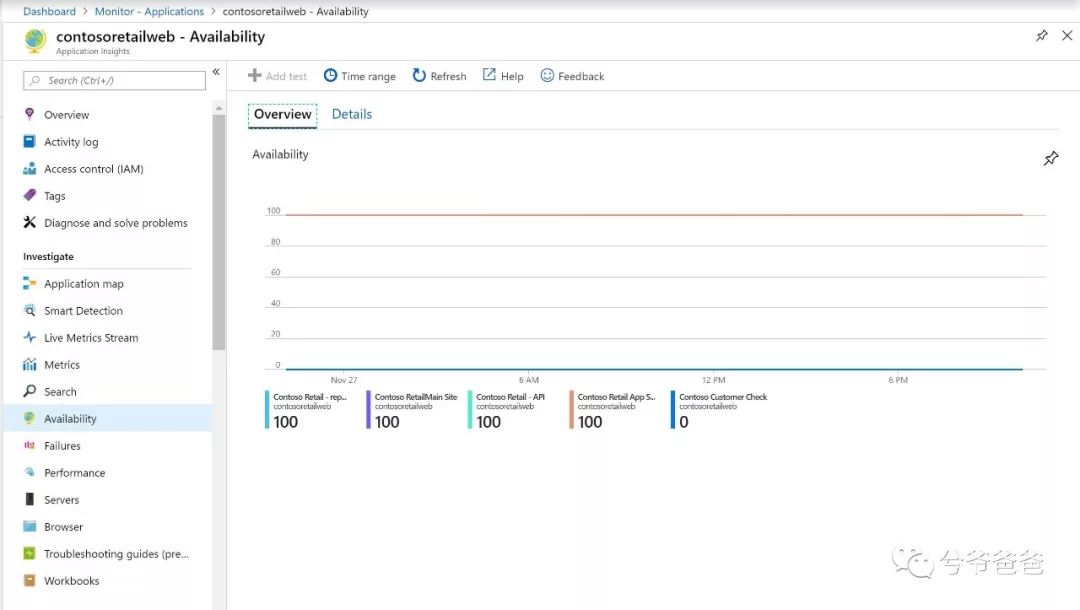 Dashboard > Monitor - Applications > contosoretailweb - Availability
contosoretailweb - Availability
Application Insights
Search (Ctrl+/)
«
Overview
Activity log
Access control (IAM)
Tags
Diagnose and solve problems
Investigate
Application map
Smart Detection
Live Metrics Stream
Metrics
Search
Availability
Failures
Performance
Servers
Browser
Troubleshooting guides (pre...
Workbooks
Add test Time range Refresh Help Feedback
Overview Details
Availability
100
80
60
40
20
0
Nov 27 6 AM 12 PM 6 PM
Contoso Retail - rep...
contosoretailweb
100
Contoso RetailMain Site
contosoretailweb
100
Contoso Retail - API
contosoretailweb
100
Contoso Retail App S...
contosoretailweb
100
Contoso Customer Check
contosoretailweb
0
兮爷爸爸